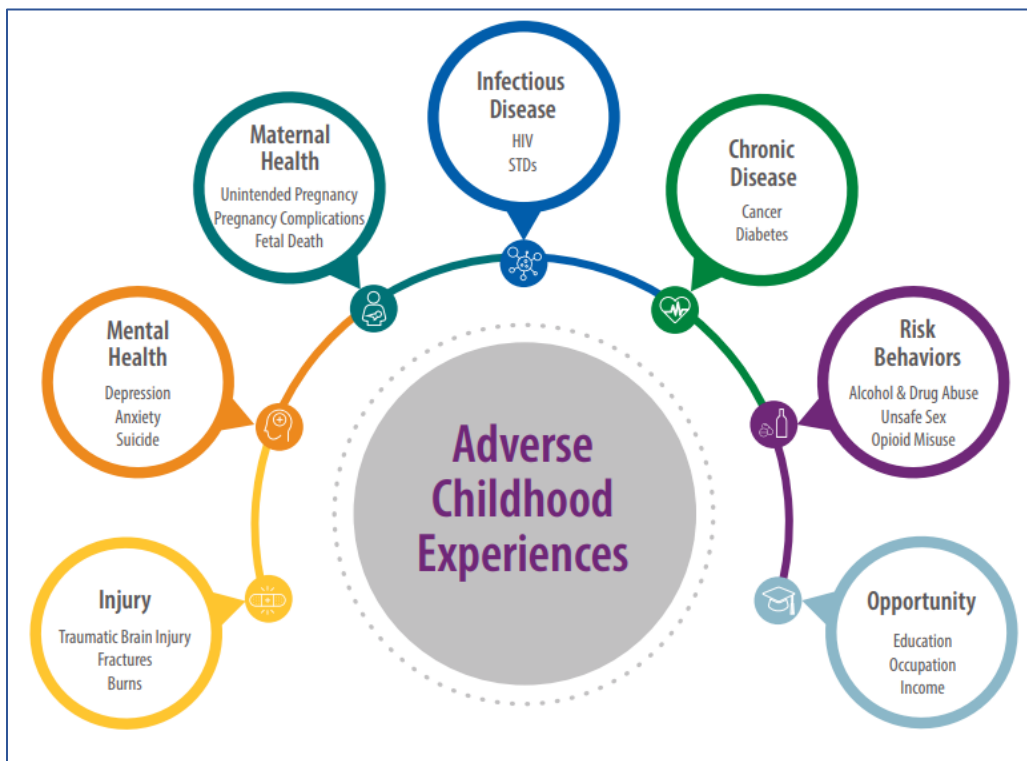 Infectious
Disease
HIV
STDs
Maternal
Health
Unintended Pregnancy
Pregnancy Complications
Fetal Death
Chronic
Disease
Cancer
Diabetes
Mental
Health
Depression
Anxiety
Suicide
Risk
Behaviors
Alcohol & Drug Abuse
Unsafe Sex
Opioid Misuse
Adverse
Childhood
Experiences
Injury
Traumatic Brain Injury
Fractures
Burns
Opportunity
Education
Occupation
Income